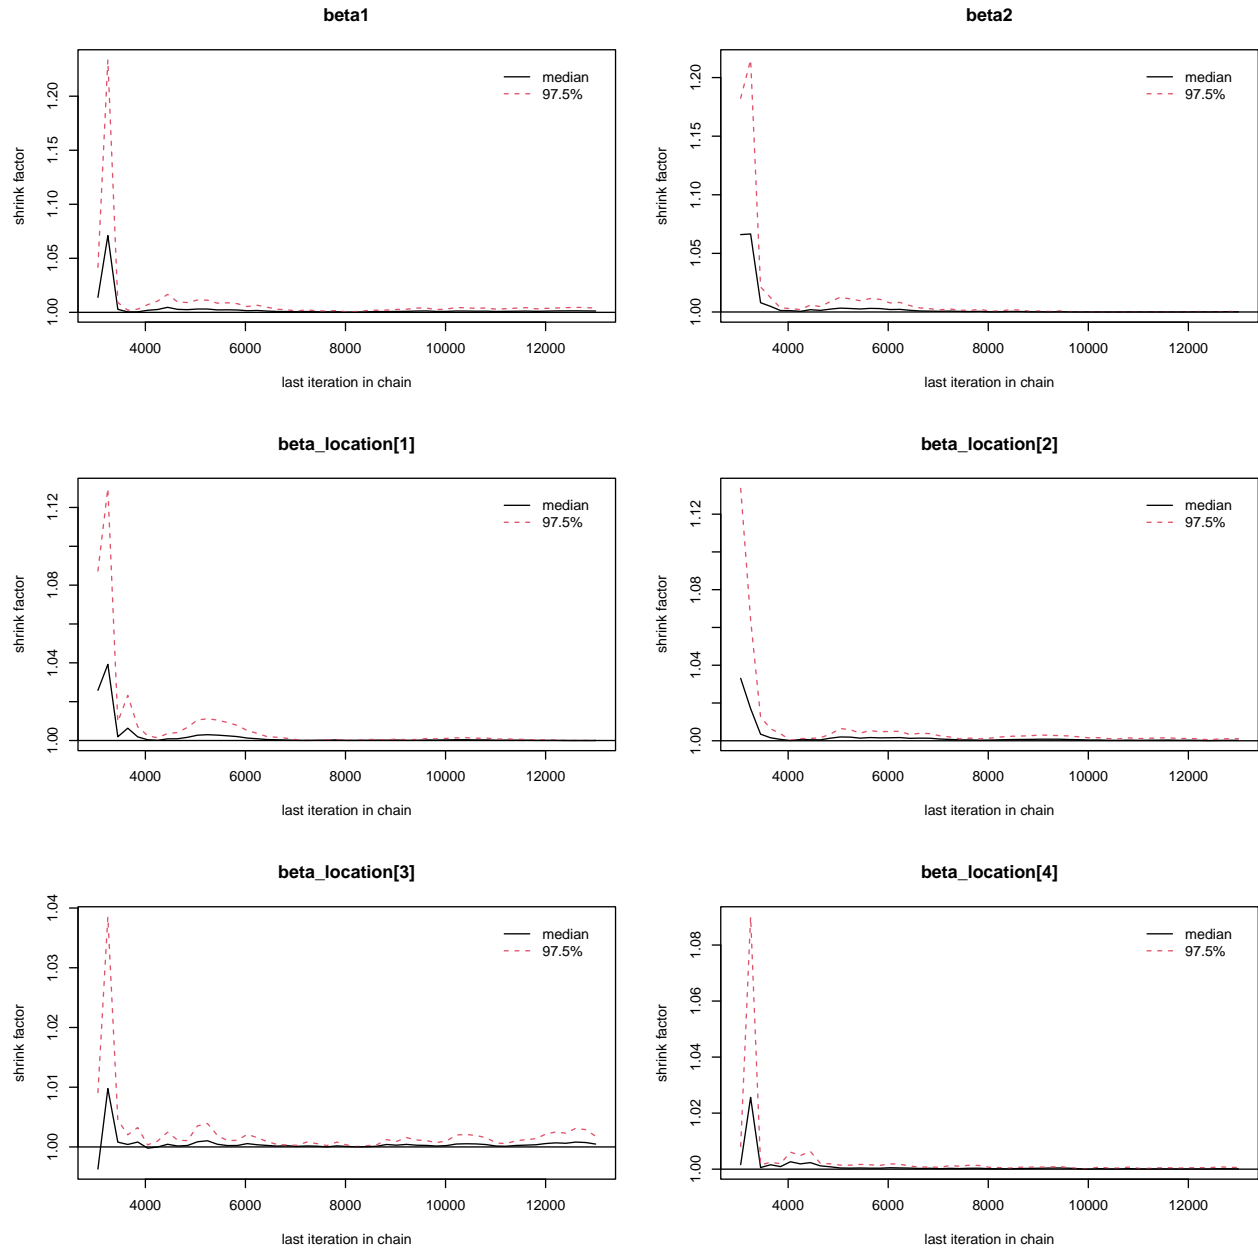 beta1
median
97.5%
shrink factor
1.00
1.05
1.10
1.15
1.20
4000
6000
8000
10000
12000
last iteration in chain
beta2
median
97.5%
shrink factor
1.00
1.05
1.10
1.15
1.20
4000
6000
8000
10000
12000
last iteration in chain
beta_location[1]
median
97.5%
shrink factor
1.00
1.04
1.08
1.12
4000
6000
8000
10000
12000
last iteration in chain
beta_location[2]
median
97.5%
shrink factor
1.00
1.04
1.08
1.12
4000
6000
8000
10000
12000
last iteration in chain
beta_location[3]
median
97.5%
shrink factor
1.00
1.01
1.02
1.03
1.04
4000
6000
8000
10000
12000
last iteration in chain
beta_location[4]
median
97.5%
shrink factor
1.00
1.02
1.04
1.06
1.08
4000
6000
8000
10000
12000
last iteration in chain